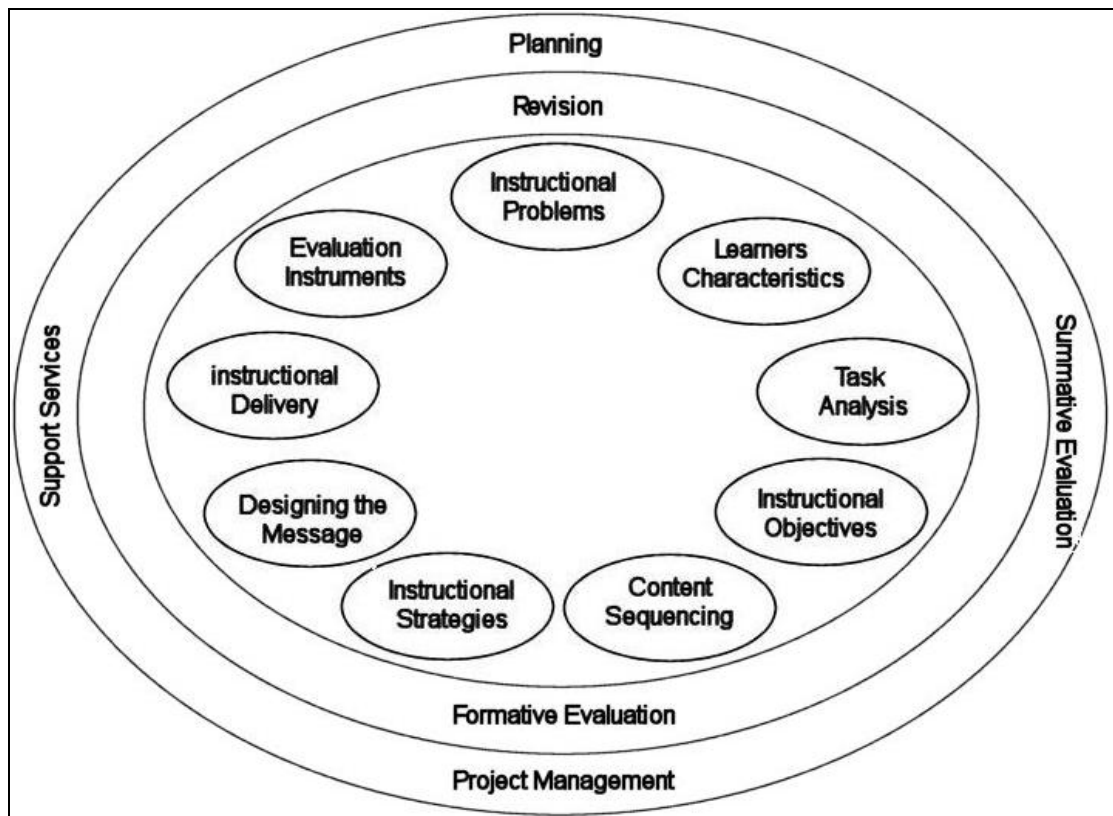 Planning
Revision
Instructional
Problems
Learners
Characteristics
Task
Analysis
Instructional
Objectives
Content
Sequencing
Instructional
Strategies
Designing the
Message
instructional
Delivery
Evaluation
Instruments
Support Services
Summative Evaluation
Formative Evaluation
Project Management